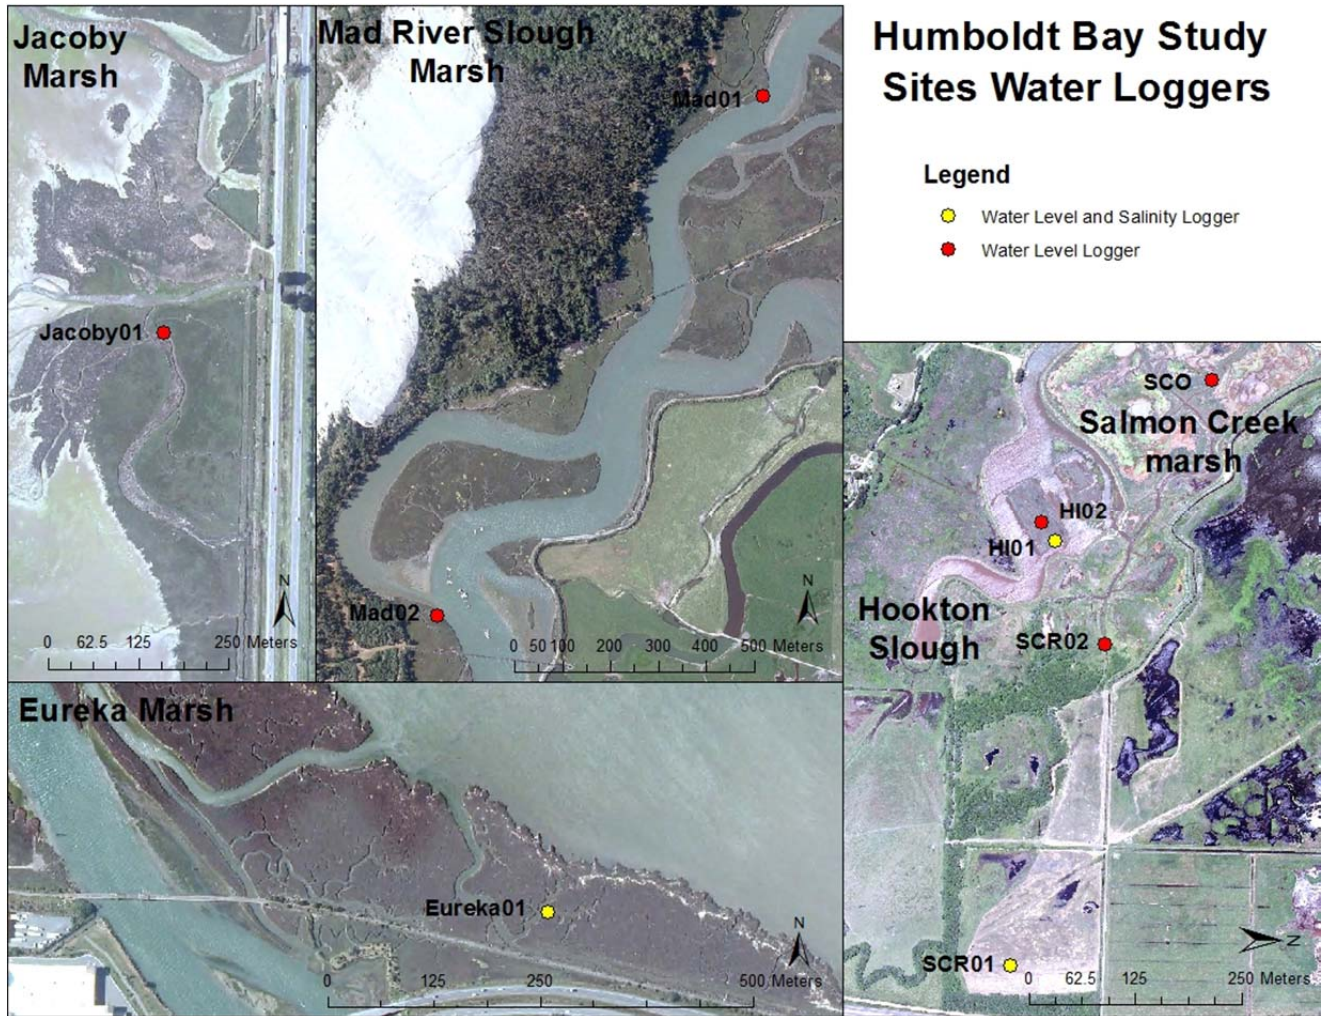 Jacoby
Marsh
Jacoby01
N
0 62.5 125 250 Meters
Mad River Slough
Marsh
Mad01
Mad02
N
0 50 100 200 300 400 500 Meters
Humboldt Bay Study
Sites Water Loggers
Legend
Water Level and Salinity Logger
Water Level Logger
SCO
Salmon Creek
marsh
HI02
HI01
Hookton
Slough
SCR02
SCR01
N
0 62.5 125 250 Meters
Eureka Marsh
Eureka01
N
0 125 250 500 Meters